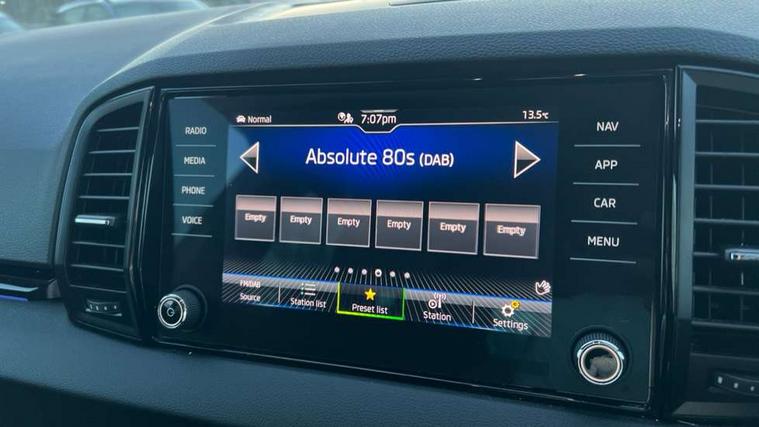 Normal
7:07pm
13.5°C
RADIO
MEDIA
PHONE
VOICE
Absolute 80s (DAB)
Empty Empty Empty Empty Empty Empty
FM/DAB
Source
Station list
Preset list
Station
Settings
NAV
APP
CAR
MENU